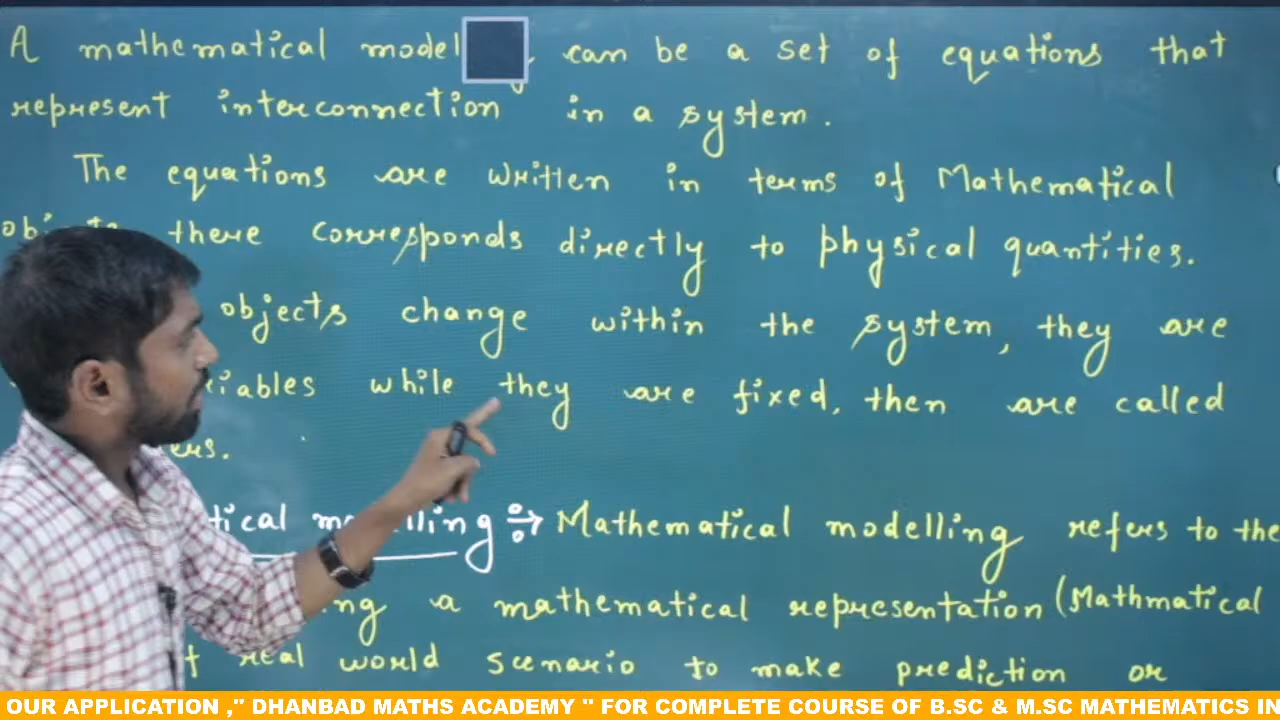 A mathematical model can be a set of equations that
represent interconnection in a system.
The equations are written in terms of Mathematical
there corresponds directly to physical quantities.
objects change within the system, they are
while they are fixed, then are called
Mathematical modelling refers to the
a mathematical representation (Mathmatical
real world scenario to make prediction or
OUR APPLICATION ," DHANBAD MATHS ACADEMY " FOR COMPLETE COURSE OF B.SC & M.SC MATHEMATICS IN